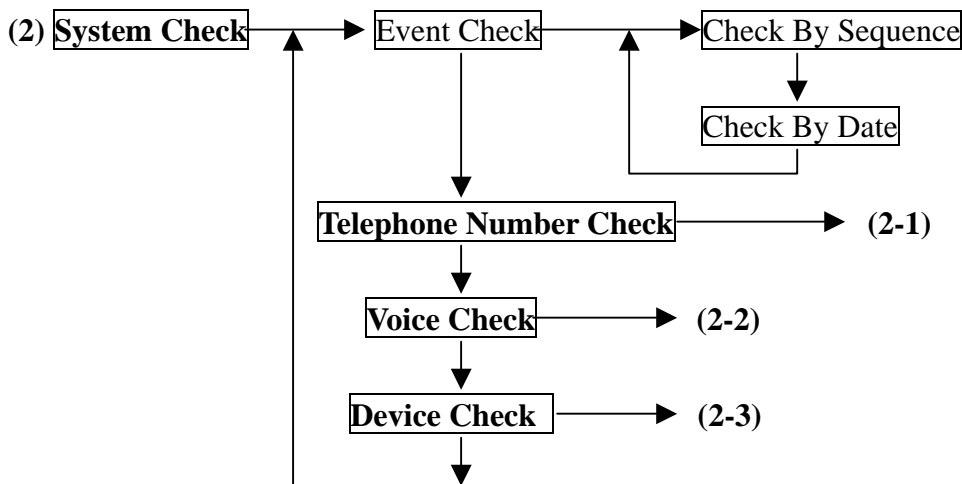 (2) System Check Event Check Check By Sequence
Check By Date
Telephone Number Check (2-1)
Voice Check (2-2)
Device Check (2-3)